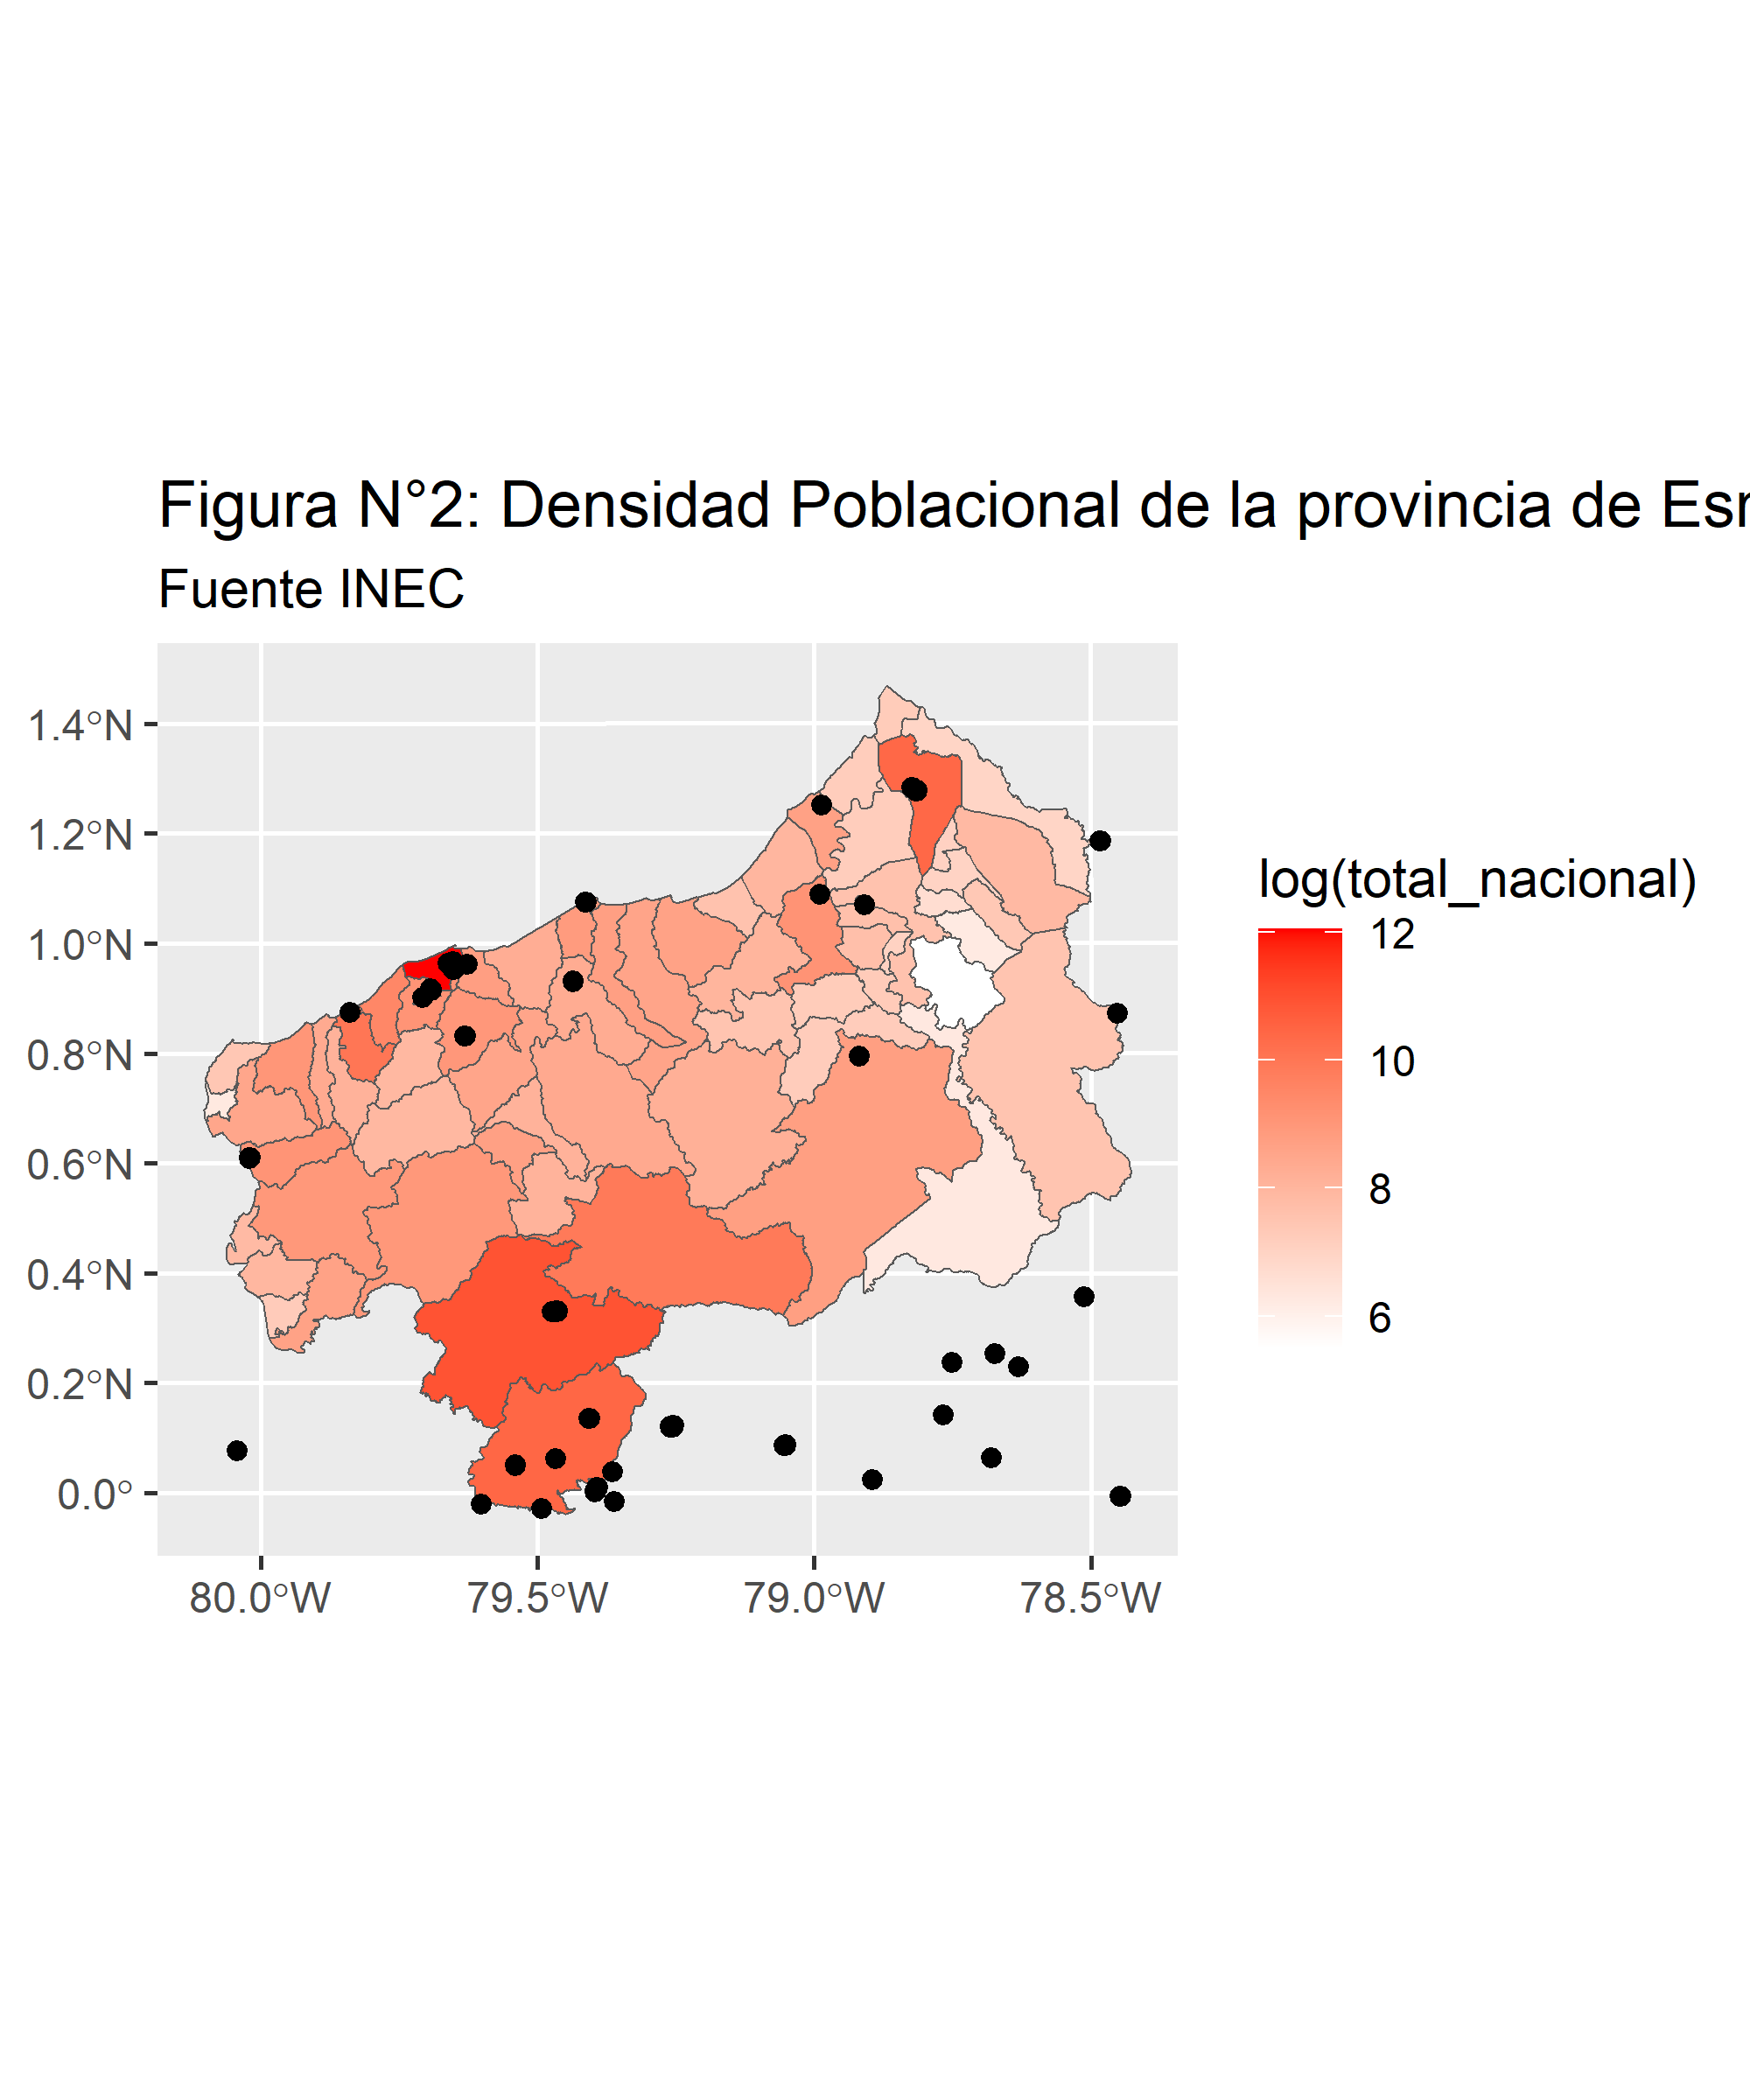 Figura N°2: Densidad Poblacional de la provincia de
Fuente INEC
1.4°N
1.2°N
1.0°N
0.8°N
0.6°N
0.4°N
0.2°N
0.0°
80.0°W
79.5°W
79.0°W
78.5°W
log(total_nacional)
12
10
8
6